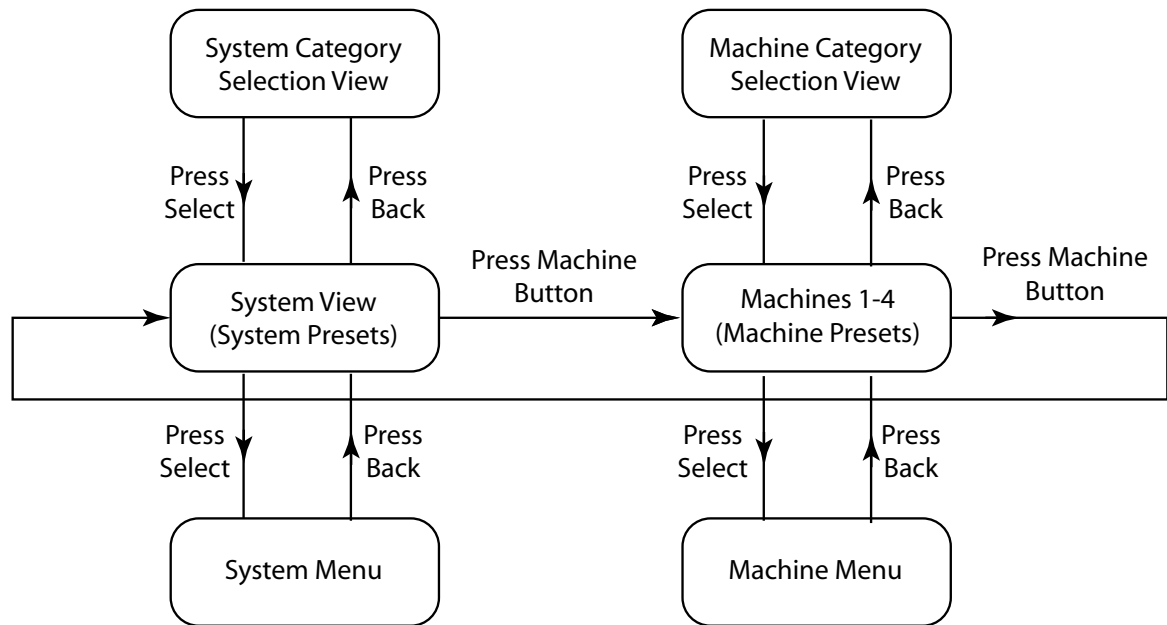 System Category
Selection View
Machine Category
Selection View
Press
Select
Press
Back
Press
Select
Press
Back
System View
(System Presets)
Press Machine
Button
Machines 1-4
(Machine Presets)
Press Machine
Button
Press
Select
Press
Back
Press
Select
Press
Back
System Menu
Machine Menu